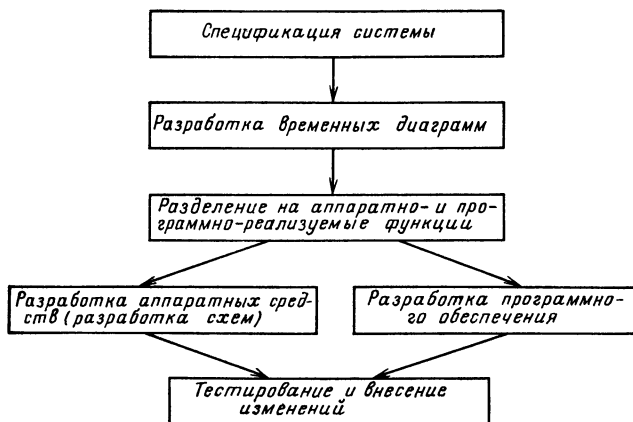 Спецификация системы
Разработка временных диаграмм
Разделение на аппаратно- и про-
граммно-реализуемые функции
Разработка аппаратных сред-
ств (разработка схем)
Разработка программно-
го обеспечения
Тестирование и внесение
изменений